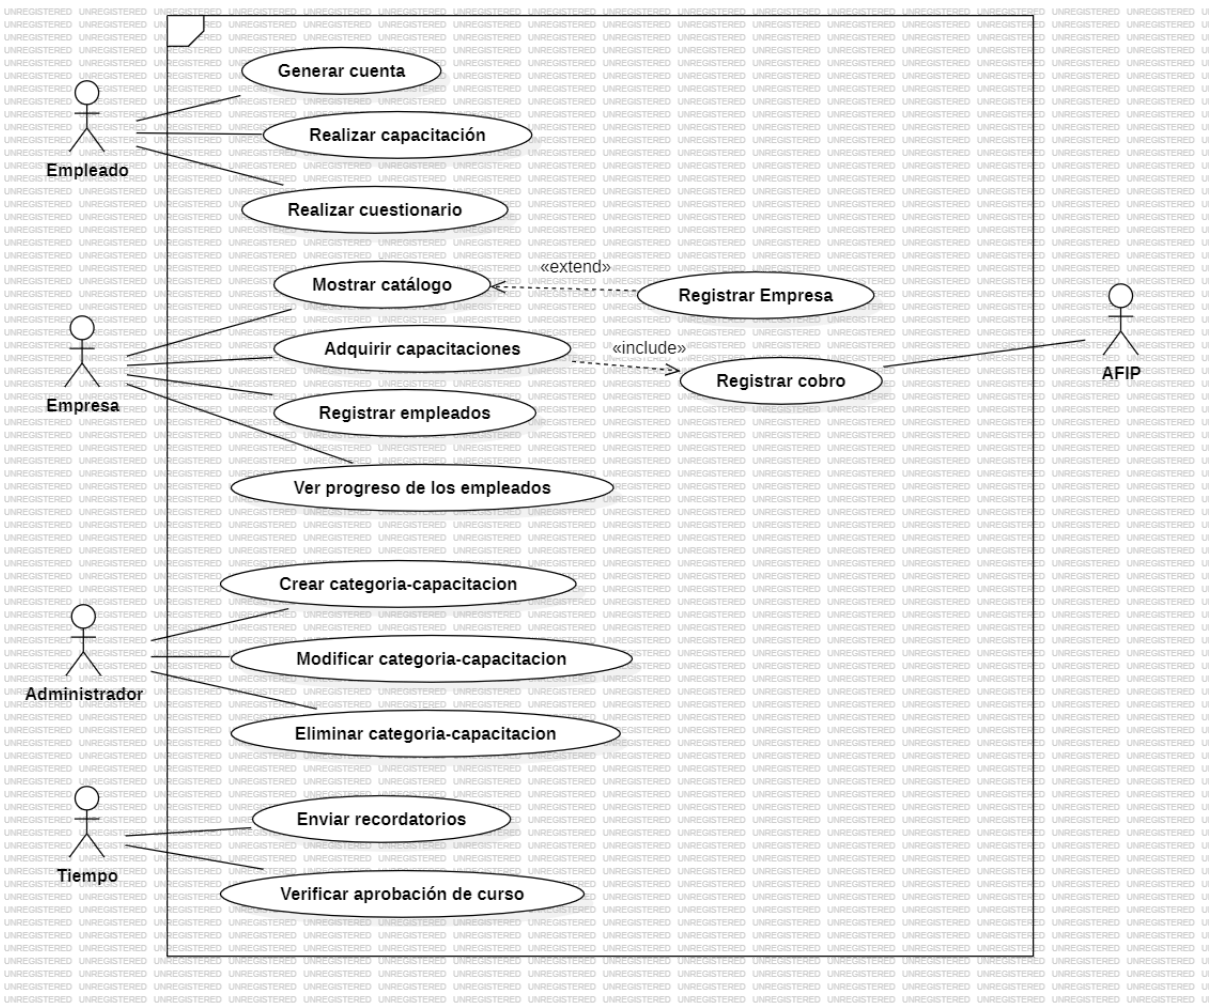 Generar cuenta
Realizar capacitación
Empleado
Realizar cuestionario
«extend»
Mostrar catálogo
Registrar Empresa
«include»
Adquirir capacitaciones
AFIP
Registrar cobro
Empresa
Registrar empleados
Ver progreso de los empleados
Crear categoria-capacitacion
Modificar categoria-capacitacion
Administrador
Eliminar categoria-capacitacion
Enviar recordatorios
Tiempo
Verificar aprobación de curso
UNREGISTERED